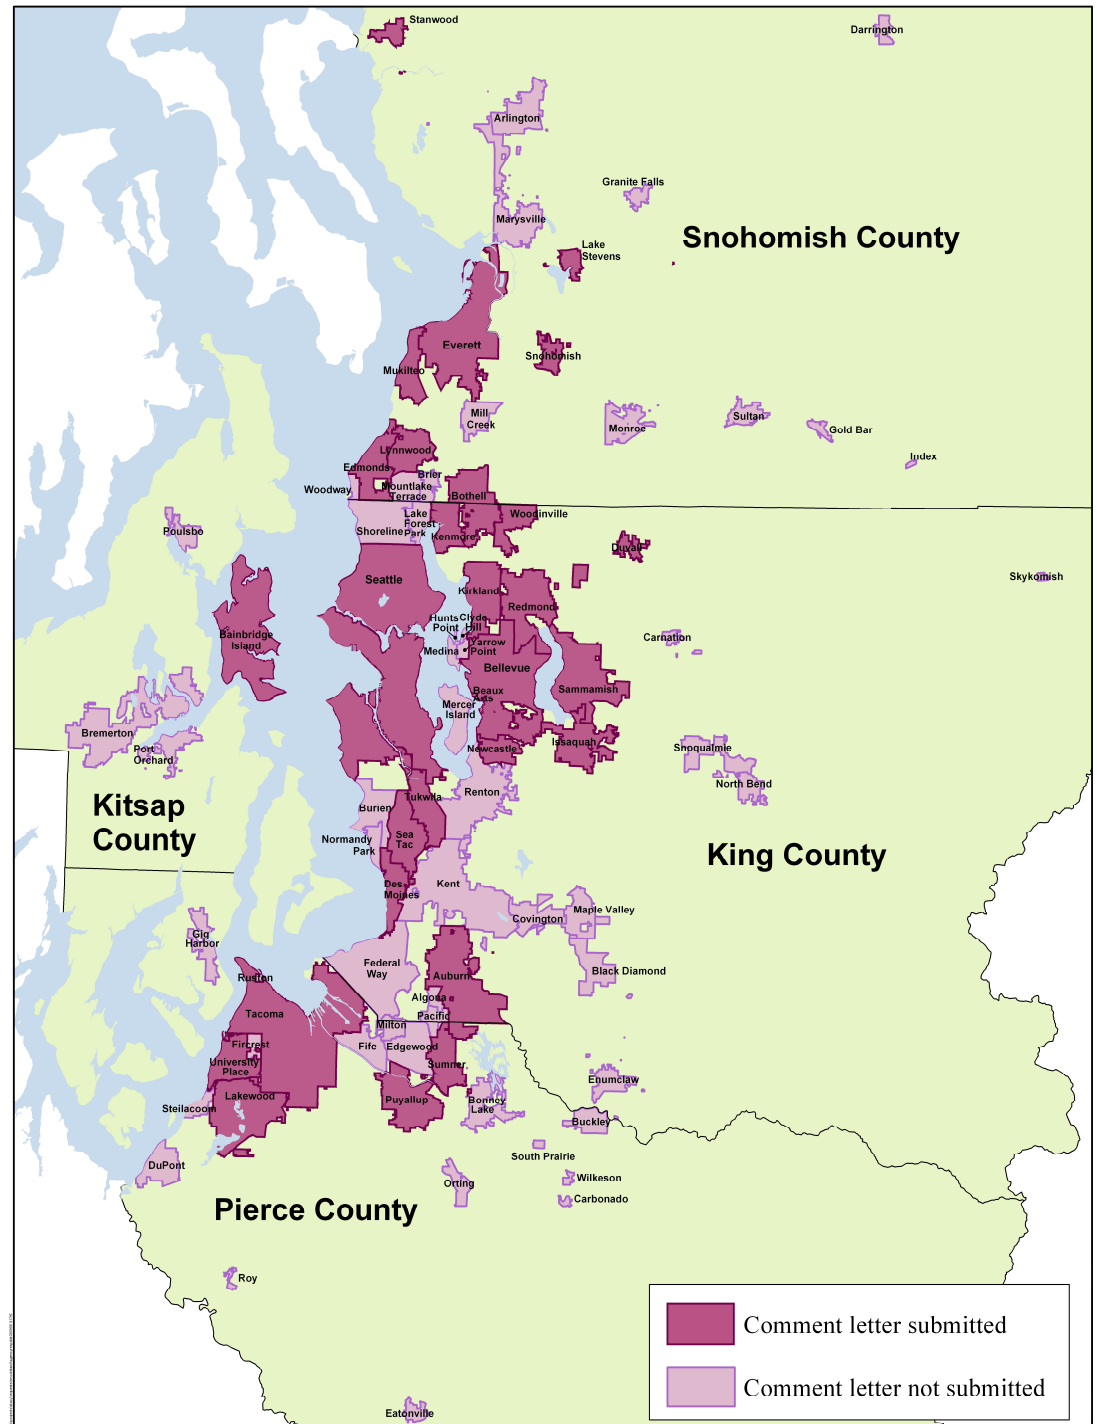 Stanwood
Darrington
Arlington
Granite Falls
Marysville
Snohomish County
Lake
Stevens
Everett
Snohomish
Mukilteo
Mill
Creek
Monroe
Sultan
Gold Bar
Index
Lynnwood
Edmonds
Brier
Woodway
Mountlake
Terrace
Bothell
Lake
Forest
Park
Woodinville
Shoreline
Kenmore
Poulsbo
Duvall
Skykomish
Seattle
Kirkland
Redmond
Hunts
Point
Clyde
Hill
Bainbridge
Island
Carnation
Yarrow
Point
Medina
Bellevue
Beaux
Arts
Sammamish
Mercer
Island
Bremerton
Port
Orchard
Newcastle
Issaquah
Snoqualmie
North Bend
Kitsap
County
Renton
Tukwila
Burien
Normandy
Park
Sea
Tac
King County
Des
Moines
Kent
Covington
Maple Valley
Gig
Harbor
Federal
Way
Black Diamond
Ruston
Auburn
Algona
Pacific
Tacoma
Milton
Fife
Edgewood
Fircrest
University
Place
Sumner
Enumclaw
Lakewood
Puyallup
Bonney
Lake
Steilacoom
Buckley
South Prairie
DuPont
Orting
Wilkeson
Carbonado
Pierce County
Roy
Eatonville
Comment letter submitted
Comment letter not submitted